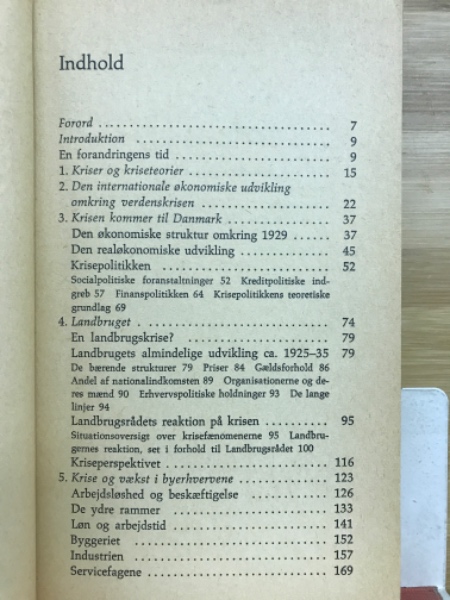 Indhold
Forord ................................ 7
Introduktion ............................ 9
En forandringens tid ...................... 9
1. Kriser og kriseteorier .................... 15
2. Den internationale økonomiske udvikling
omkring verdenskrisen .................... 22
3. Krisen kommer til Danmark ................ 37
Den økonomiske struktur omkring 1929 ...... 37
Den realøkonomiske udvikling .............. 45
Krisepolitikken .......................... 52
Socialpolitiske foranstaltninger 52 Kreditpolitiske ind-
greb 57 Finanspolitikken 64 Krisepolitikkens teoretiske
grundlag 69
4. Landbruget ............................ 74
En landbrugskrise? ........................ 79
Landbrugets almindelige udvikling ca. 1925–35 79
De bærende strukturer 79 Priser 84 Gældsforhold 86
Andel af nationalindkomsten 89 Organisationerne og de-
res mænd 90 Erhvervspolitiske holdninger 93 De lange
linjer 94
Landbrugsrådets reaktion på krisen .......... 95
Situationsoversigt over krisefænomenerne 95 Landbru-
gernes reaktion, set i forhold til Landbrugsrådet 100
Kriseperspektivet ........................ 116
5. Krise og vækst i byerhvervene .............. 123
Arbejdsløshed og beskæftigelse .............. 126
De ydre rammer .......................... 133
Løn og arbejdstid ........................ 141
Byggeriet .............................. 152
Industrien .............................. 157
Servicefagene ............................ 169